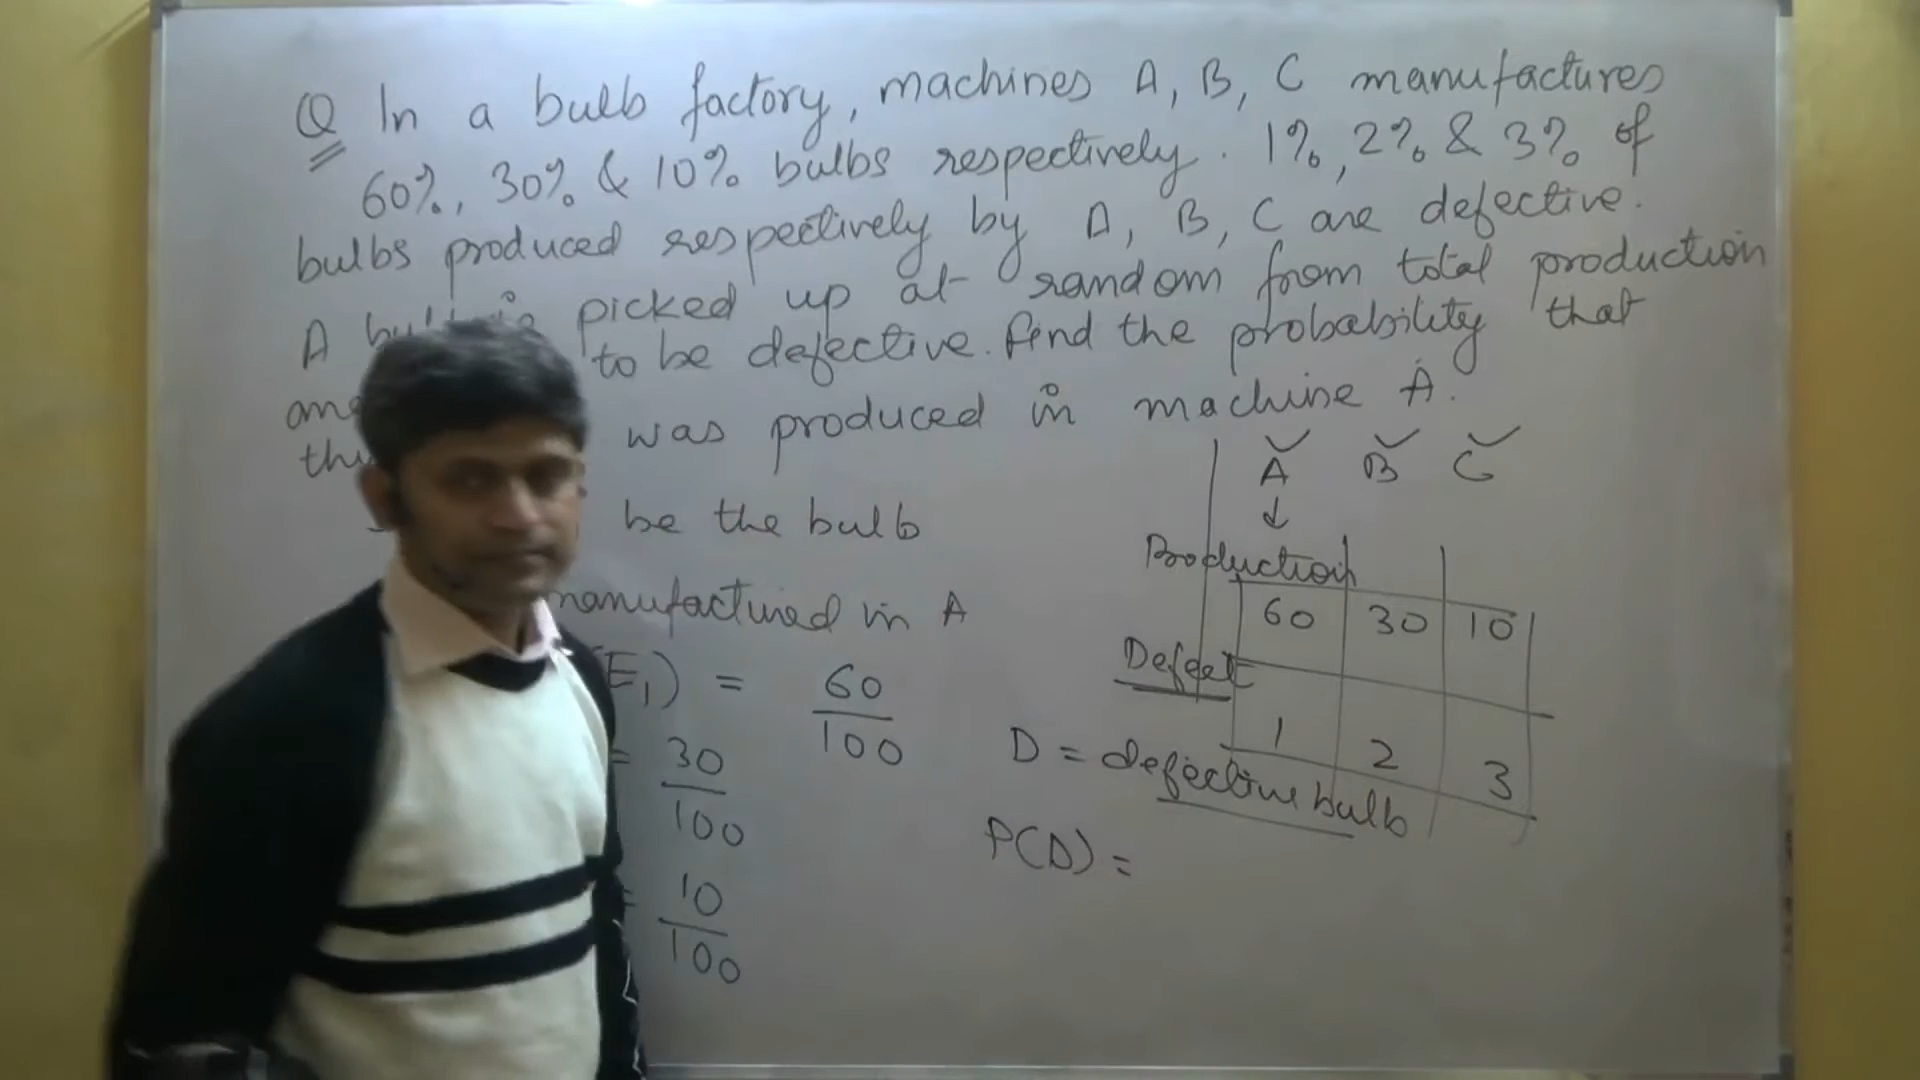 Q In a bulb factory, machines A, B, C manufactures
60%, 30% & 10% bulbs respectively. 1%, 2% & 3% of
bulbs produced respectively by A, B, C are defective.
A picked up at random from total production
to be defective. Find the probability that
was produced in machine A.
A B C
be the bulb
Production
manufactured in A
60 30 10
Defect
(E1) = 60/100
1 2 3
= 30/100
D = defective bulb
P(D) =
= 10/100